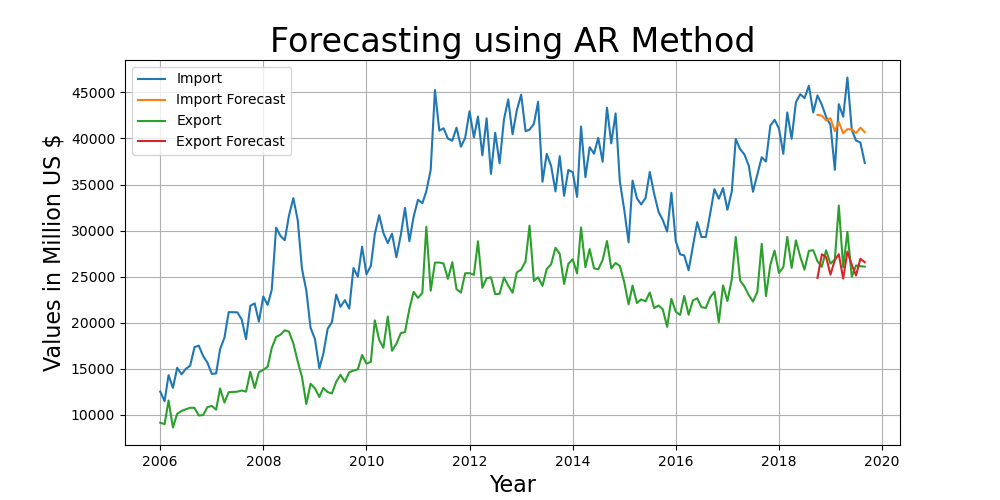 Forecasting using AR Method
Import
Import Forecast
Export
Export Forecast
45000
40000
35000
30000
25000
20000
15000
10000
Values in Million US $
2006
2008
2010
2012
2014
2016
2018
2020
Year